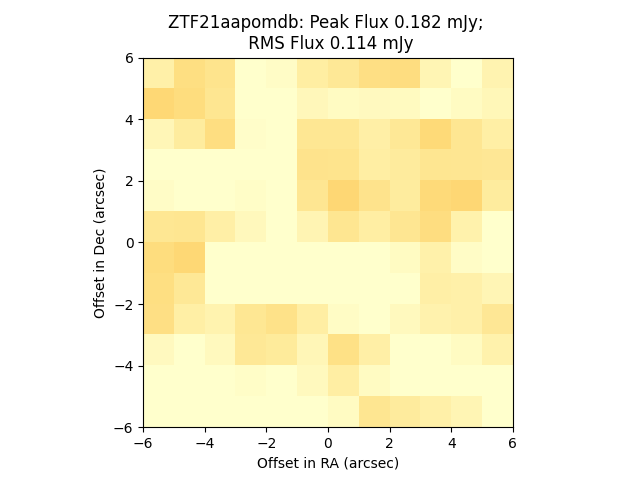 ZTF21aapomdb: Peak Flux 0.182 mJy;
RMS Flux 0.114 mJy
6
4
2
0
−2
−4
−6
Offset in Dec (arcsec)
−6 −4 −2 0 2 4 6
Offset in RA (arcsec)